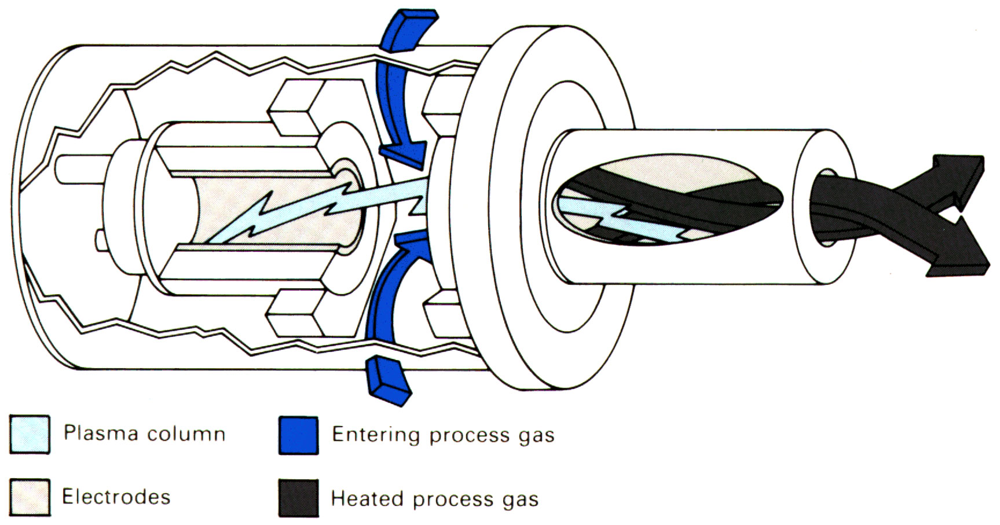 Plasma column
Entering process gas
Electrodes
Heated process gas